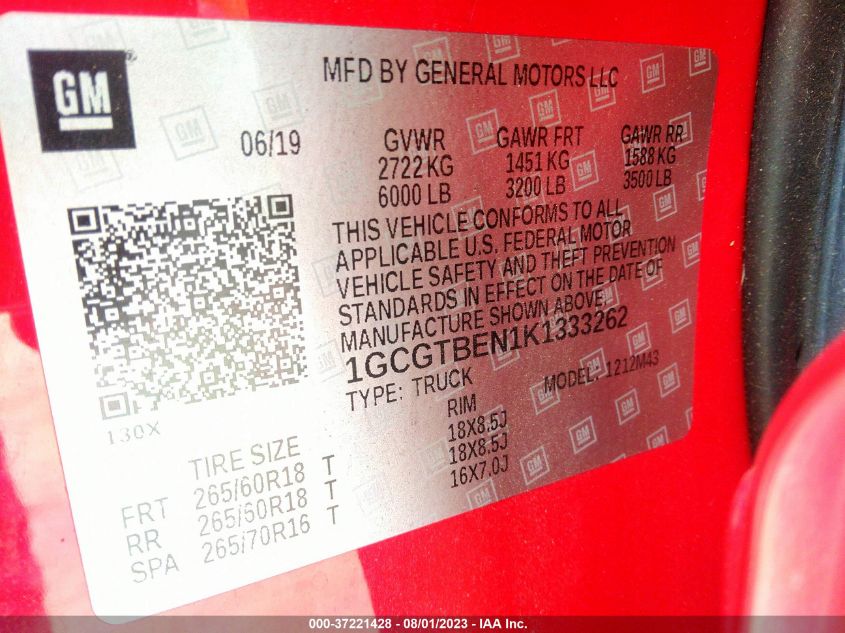 GM
MFD BY GENERAL MOTORS LLC
06/19 GVWR GAWR FRT GAWR RR
2722 KG 1451 KG 1588 KG
6000 LB 3200 LB 3500 LB
THIS VEHICLE CONFORMS TO ALL
APPLICABLE U.S. FEDERAL MOTOR
VEHICLE SAFETY AND THEFT PREVENTION
STANDARDS IN EFFECT ON THE DATE OF
MANUFACTURE SHOWN ABOVE.
1GCGTBEN1K1333262
TYPE: TRUCK MODEL: 1212M43
130X
TIRE SIZE RIM
FRT 265/60R18 T 18X8.5J
RR 265/60R18 T 18X8.5J
SPA 265/70R16 T 16X7.0J
000-37221428 - 08/01/2023 - IAA Inc.